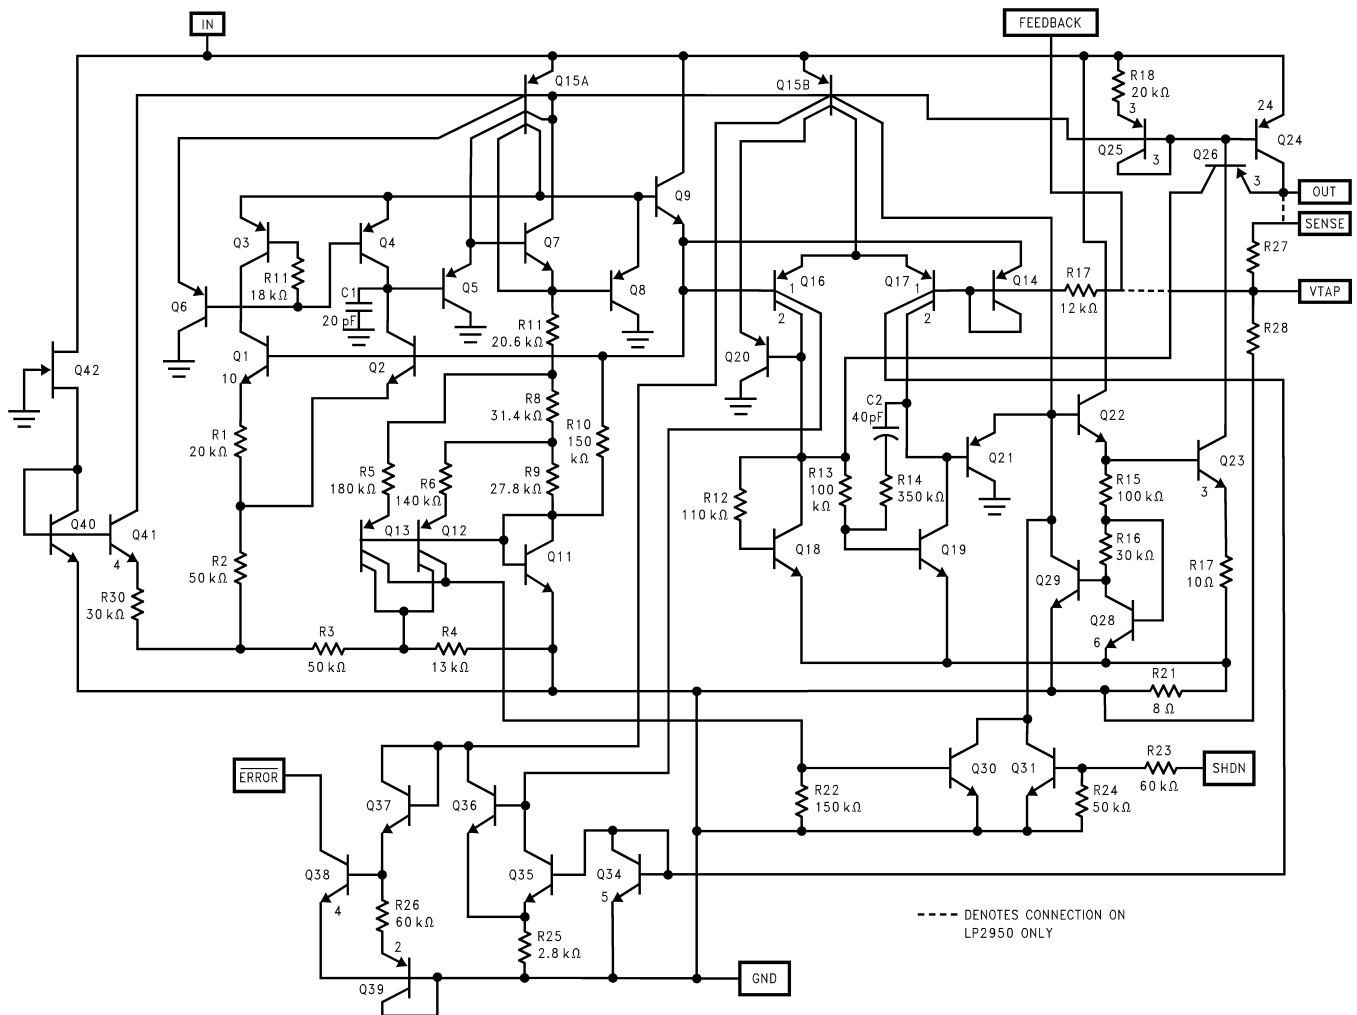 IN
FEEDBACK
Q15A
Q15B
R18
20 kΩ
3
Q25
3
24
Q24
Q26
3
OUT
SENSE
Q9
Q3
Q4
R11
18 kΩ
C1
20 pF
Q5
Q7
Q8
Q6
Q16
1
2
Q17
1
2
Q14
R17
12 kΩ
R27
VTAP
R28
R11
20.6 kΩ
Q20
Q42
Q1
10
Q2
R8
31.4 kΩ
R10
150
kΩ
C2
40pF
Q22
R1
20 kΩ
R5
180 kΩ
R6
140 kΩ
R9
27.8 kΩ
R12
110 kΩ
R13
100
kΩ
R14
350 kΩ
Q21
R15
100 kΩ
Q23
3
Q40
Q41
4
Q13
Q12
Q11
Q18
Q19
R16
30 kΩ
R2
50 kΩ
R30
30 kΩ
Q29
Q28
6
R17
10Ω
R3
50 kΩ
R4
13 kΩ
R21
8 Ω
ERROR
Q37
Q36
R22
150 kΩ
Q30
Q31
R24
50 kΩ
R23
60 kΩ
SHDN
Q38
4
Q35
Q34
5
R26
60 kΩ
2
Q39
R25
2.8 kΩ
GND
DENOTES CONNECTION ON
LP2950 ONLY